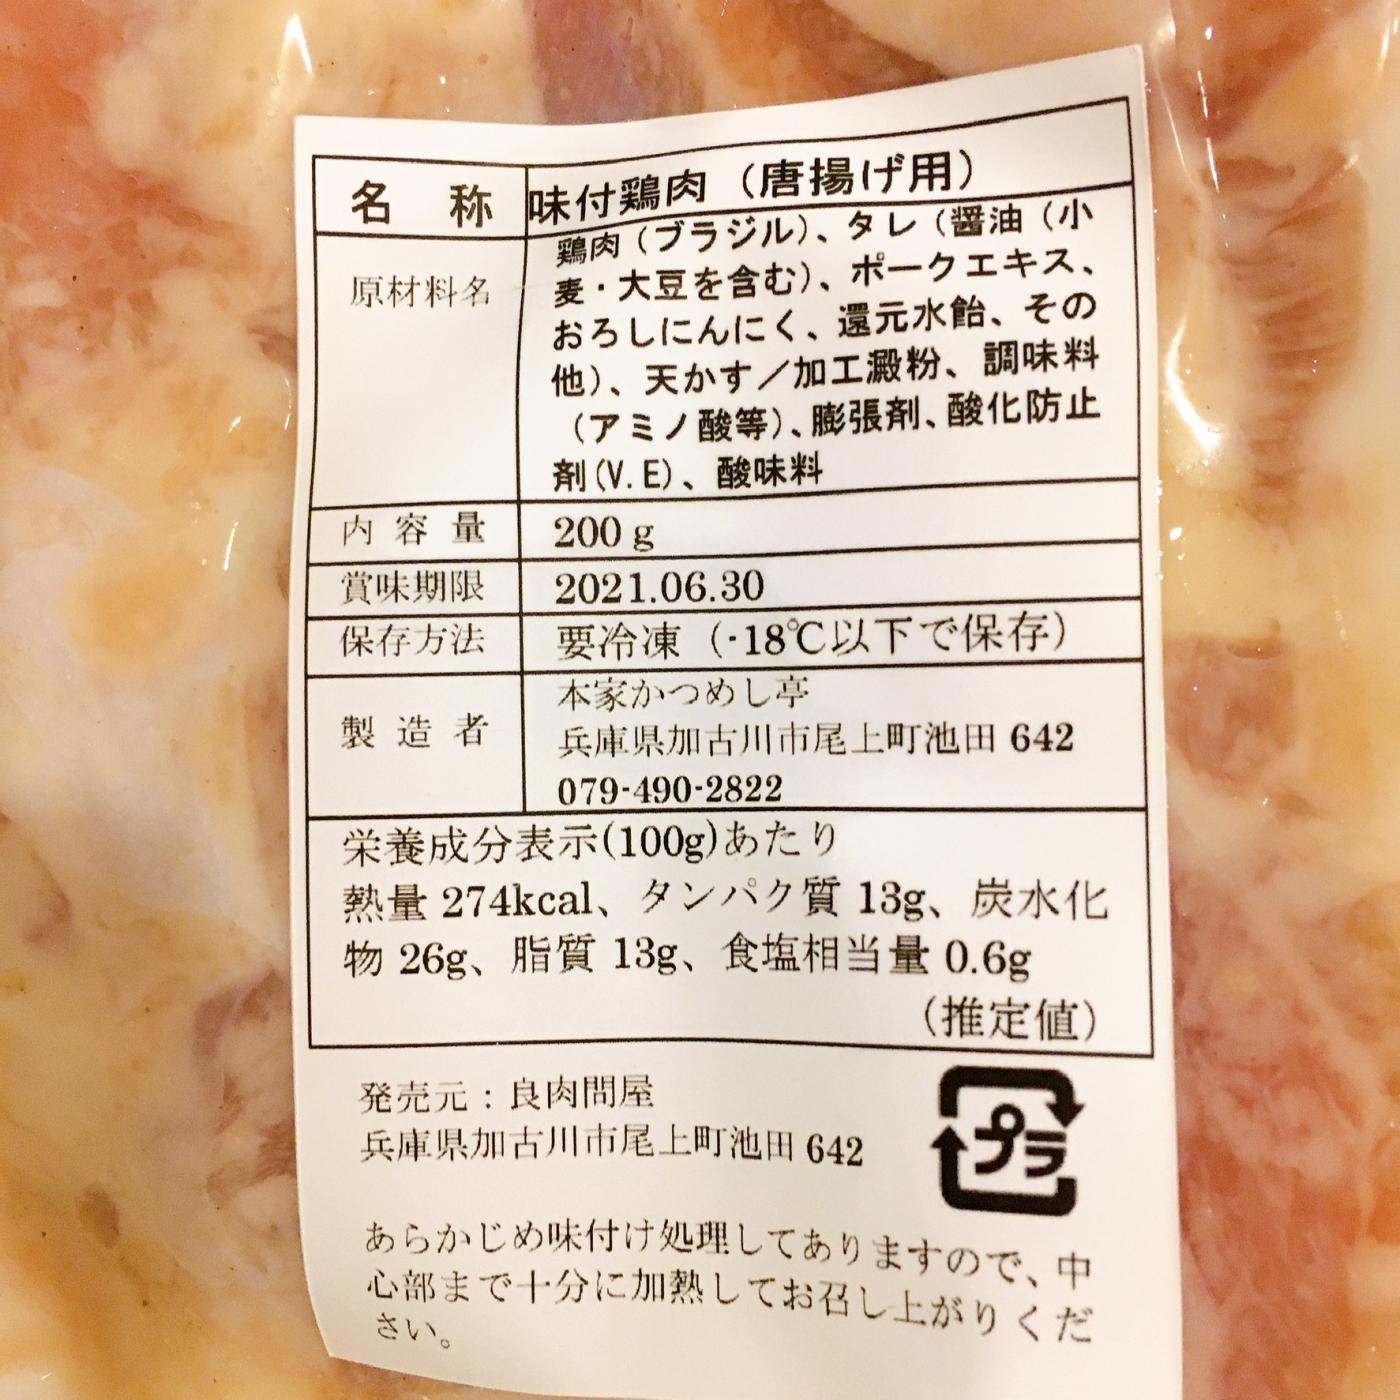 名 称 味付鶏肉（唐揚げ用）
原材料名
鶏肉（ブラジル）、タレ（醤油（小
麦・大豆を含む）、ポークエキス、
おろしにんにく、還元水飴、その
他）、天かす／加工澱粉、調味料
（アミノ酸等）、膨張剤、酸化防止
剤(V.E)、酸味料
内 容 量 200 g
賞味期限 2021.06.30
保存方法 要冷凍（-18℃以下で保存）
製 造 者
本家かつめし亭
兵庫県加古川市尾上町池田 642
079-490-2822
栄養成分表示(100g)あたり
熱量 274kcal、タンパク質 13g、炭水化
物 26g、脂質 13g、食塩相当量 0.6g
（推定値）
発売元：良肉問屋
兵庫県加古川市尾上町池田 642
プラ
あらかじめ味付け処理してありますので、中
心部まで十分に加熱してお召し上がりくだ
さい。